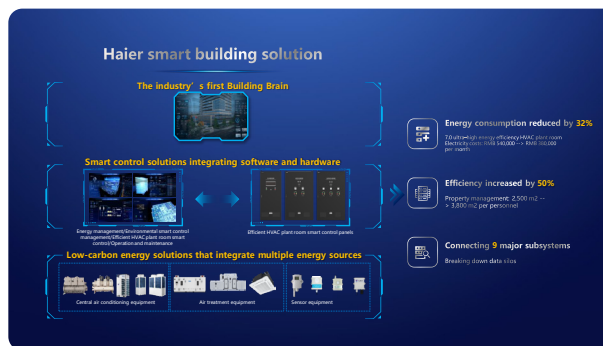 Haier smart building solution
The industry's first Building Brain
Smart control solutions integrating software and hardware
Energy management/Environmental smart control
management/Efficient HVAC plant room smart
control/Operation and maintenance
Efficient HVAC plant room smart control panels
Low-carbon energy solutions that integrate multiple energy sources
Central air conditioning equipment
Air treatment equipment
Sensor equipment
Energy consumption reduced by 32%
7.0 ultra-high energy efficiency HVAC plant room
Electricity costs RMB 540,000 --> RMB 380,000
per month
Efficiency increased by 50%
Property management: 2,500 m2 --
> 3,800 m2 per personnel
Connecting 9 major subsystems
Breaking down data silos